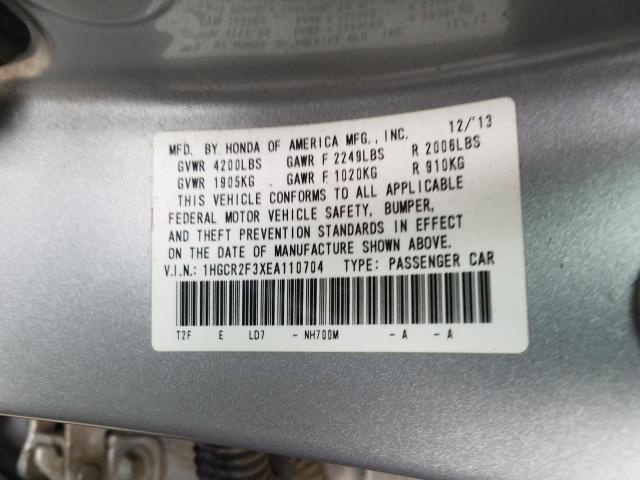 MFD. BY HONDA OF AMERICA MFG., INC. 12/'13
GVWR 4200LBS GAWR F 2249LBS R 2006LBS
GVWR 1905KG GAWR F 1020KG R 910KG
THIS VEHICLE CONFORMS TO ALL APPLICABLE
FEDERAL MOTOR VEHICLE SAFETY, BUMPER,
AND THEFT PREVENTION STANDARDS IN EFFECT
ON THE DATE OF MANUFACTURE SHOWN ABOVE.
V.I.N.: 1HGCR2F3XEA110704 TYPE: PASSENGER CAR
T2F E LD7 - NH700M - A - A